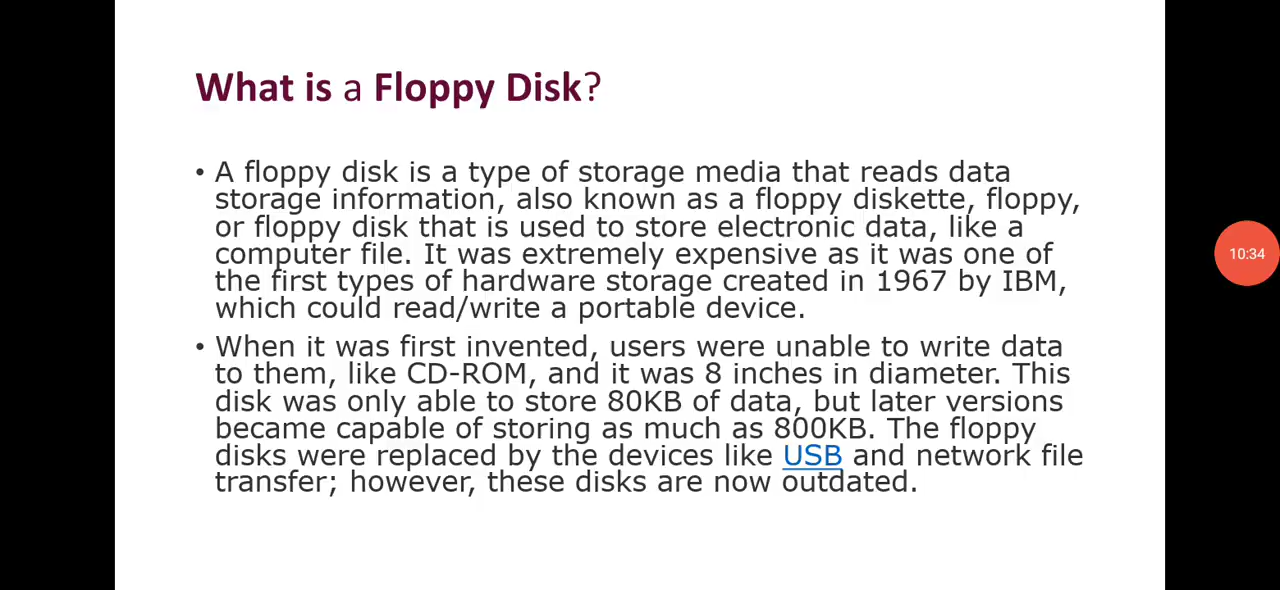 What is a Floppy Disk?
• A floppy disk is a type of storage media that reads data
storage information, also known as a floppy diskette, floppy,
or floppy disk that is used to store electronic data, like a
computer file. It was extremely expensive as it was one of
the first types of hardware storage created in 1967 by IBM,
which could read/write a portable device.
• When it was first invented, users were unable to write data
to them, like CD-ROM, and it was 8 inches in diameter. This
disk was only able to store 80KB of data, but later versions
became capable of storing as much as 800KB. The floppy
disks were replaced by the devices like USB and network file
transfer; however, these disks are now outdated.
10:34